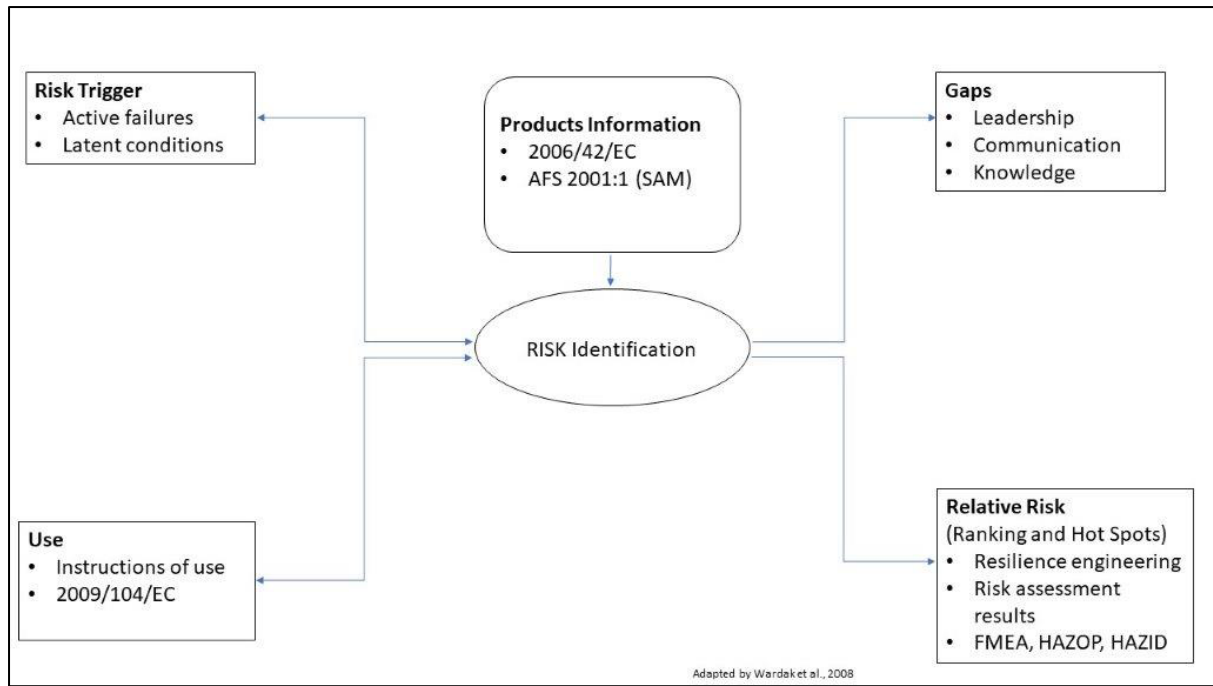 Risk Trigger
• Active failures
• Latent conditions
Products Information
• 2006/42/EC
• AFS 2001:1 (SAM)
Gaps
• Leadership
• Communication
• Knowledge
RISK Identification
Use
• Instructions of use
• 2009/104/EC
Relative Risk
(Ranking and Hot Spots)
• Resilience engineering
• Risk assessment
results
• FMEA, HAZOP, HAZID
Adapted by Wardak et al., 2008